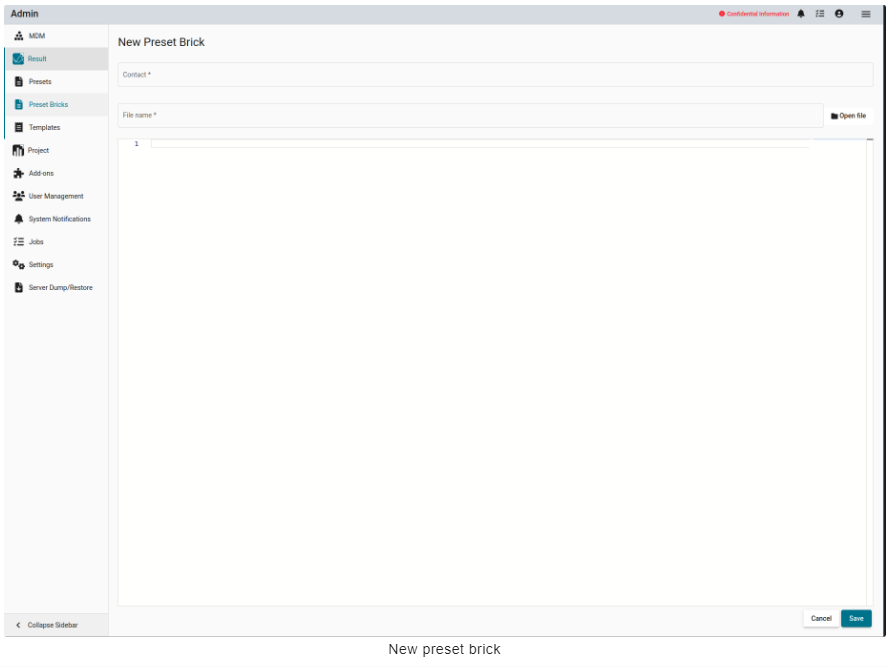 Admin
Confidential Information
MDM
Result
Presets
Preset Bricks
Templates
Project
Add-ons
User Management
System Notifications
Jobs
Settings
Server Dump/Restore
Collapse Sidebar
New Preset Brick
Contact *
File name *
Open file
1
Cancel
Save
New preset brick